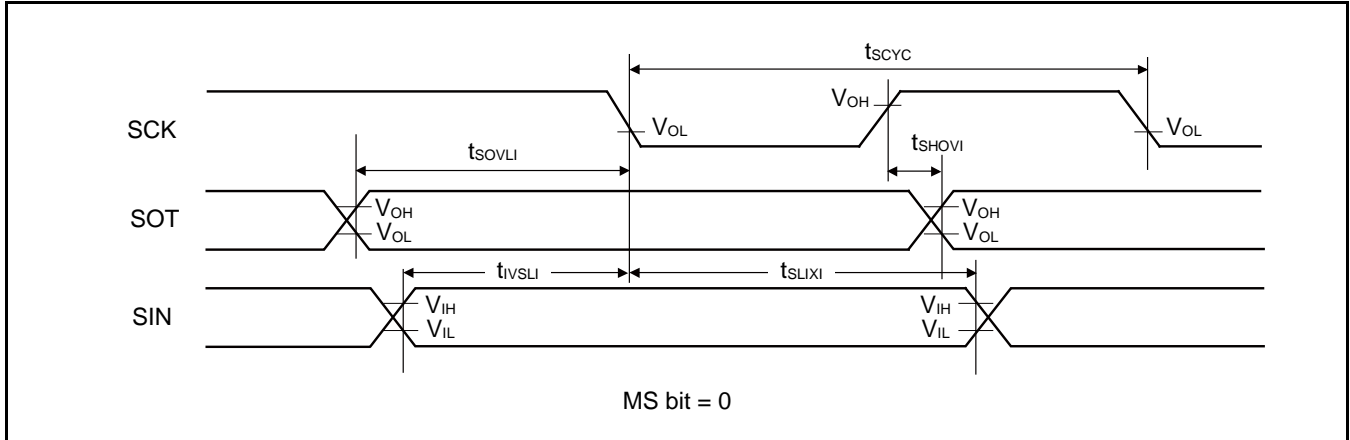 tSCYC
SCK
VOL
VOH
VOL
tSOVLI
tSHOVI
SOT
VOH
VOL
VOH
VOL
tIVSLI
tSLIXI
SIN
VIH
VIL
VIH
VIL
MS bit = 0